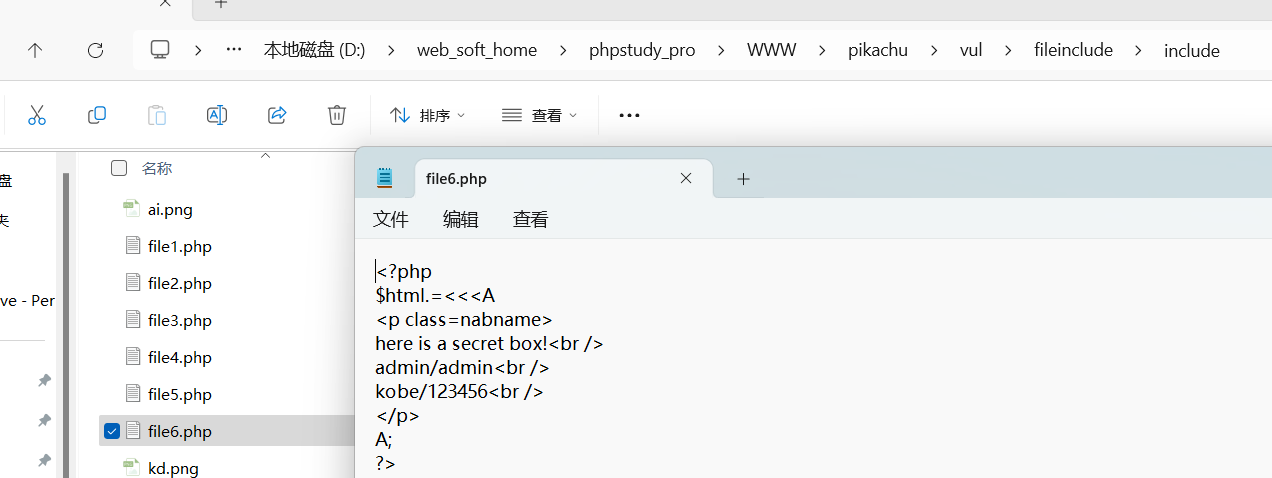 本地磁盘 (D:) > web_soft_home > phpstudy_pro > WWW > pikachu > vul > fileinclude > include
排序 查看
盘
夹
ve - Per
名称
ai.png
file1.php
file2.php
file3.php
file4.php
file5.php
file6.php
kd.png
file6.php
文件 编辑 查看
<?php
$html.=<<<A
<p class=nabname>
here is a secret box!<br />
admin/admin<br />
kobe/123456<br />
</p>
A;
?>